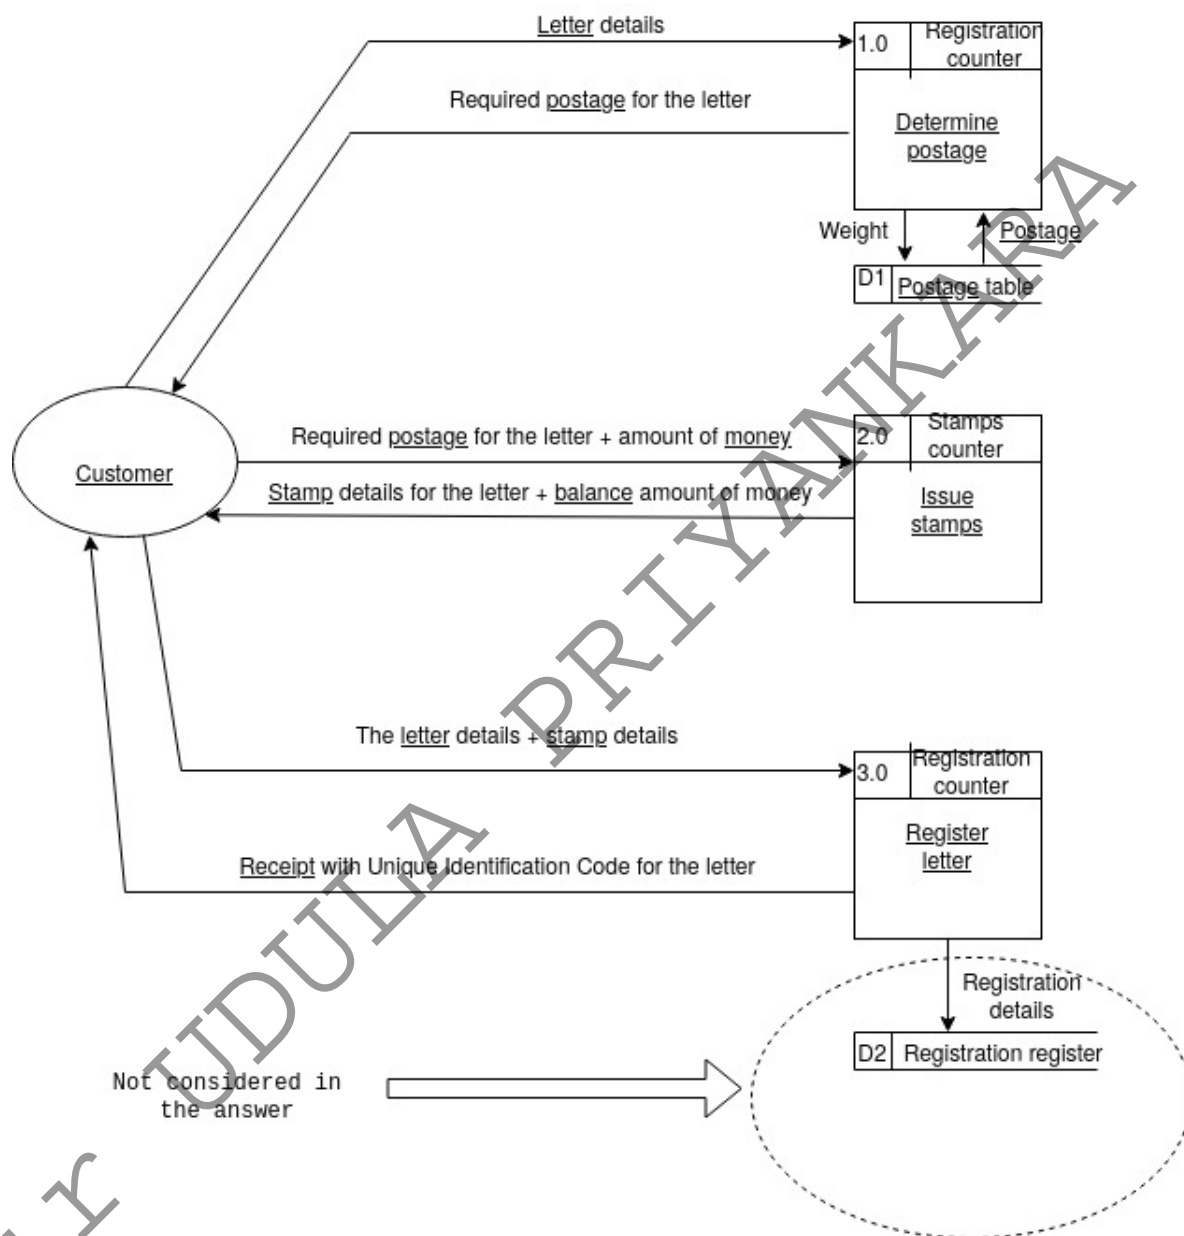 Letter details
1.0
Registration
counter
Required postage for the letter
Determine
postage
Weight
Postage
D1
Postage table
Customer
Required postage for the letter + amount of money
2.0
Stamps
counter
Stamp details for the letter + balance amount of money
Issue
stamps
The letter details + stamp details
3.0
Registration
counter
Register
letter
Receipt with Unique Identification Code for the letter
Registration
details
D2
Registration register
Not considered in
the answer
UDULA PRIYANKARA